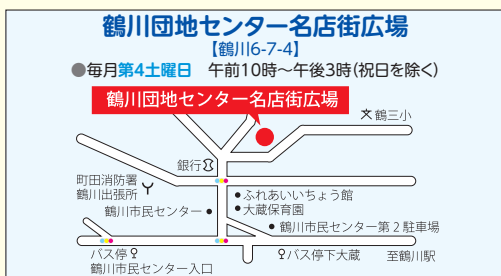 鶴川団地センター名店街広場
【鶴川6-7-4】
●毎月第4土曜日　午前10時～午後3時(祝日を除く)
鶴川団地センター名店街広場
文 鶴三小
銀行
町田消防署
鶴川出張所
ふれあいいちょう館
大蔵保育園
鶴川市民センター
鶴川市民センター第2駐車場
バス停
鶴川市民センター入口
バス停下大蔵
至鶴川駅